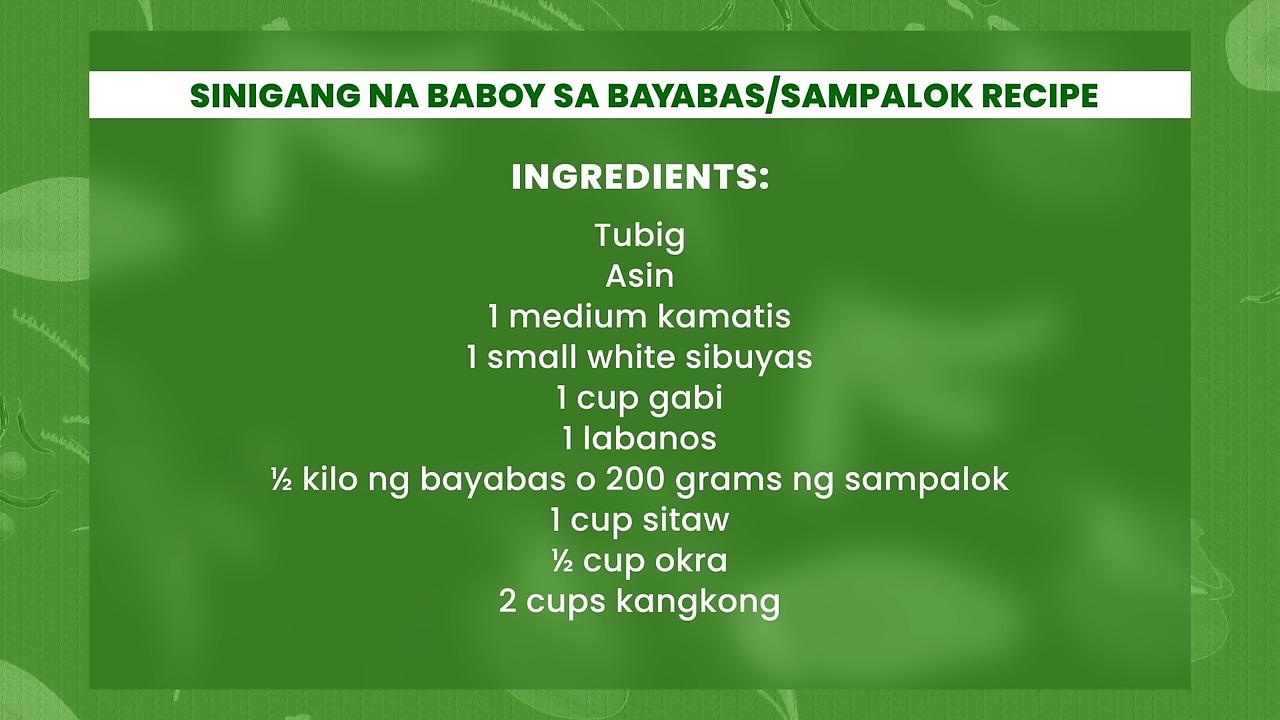 SINIGANG NA BABOY SA BAYABAS/SAMPALOK RECIPE
INGREDIENTS:
Tubig
Asin
1 medium kamatis
1 small white sibuyas
1 cup gabi
1 labanos
½ kilo ng bayabas o 200 grams ng sampalok
1 cup sitaw
½ cup okra
2 cups kangkong